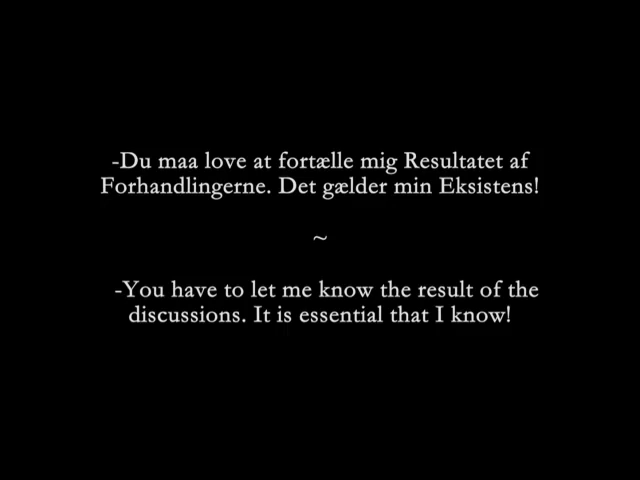 -Du maa love at fortælle mig Resultatet af
Forhandlingerne. Det gælder min Eksistens!
~
-You have to let me know the result of the
discussions. It is essential that I know!